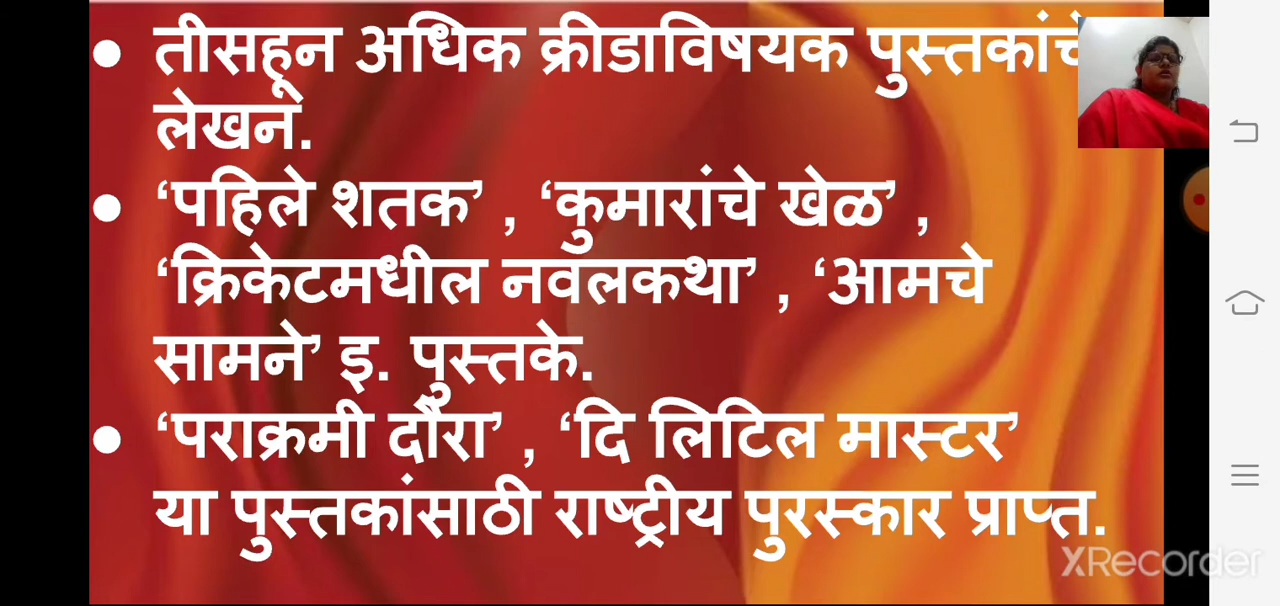 • तीसहून अधिक क्रीडाविषयक पुस्तकांचे
लेखन.
• ‘पहिले शतक’ , ‘कुमारांचे खेळ’ ,
‘क्रिकेटमधील नवलकथा’ , ‘आमचे
सामने’ इ. पुस्तके.
• ‘पराक्रमी दौरा’ , ‘दि लिटिल मास्टर’
या पुस्तकांसाठी राष्ट्रीय पुरस्कार प्राप्त.
XRecorder